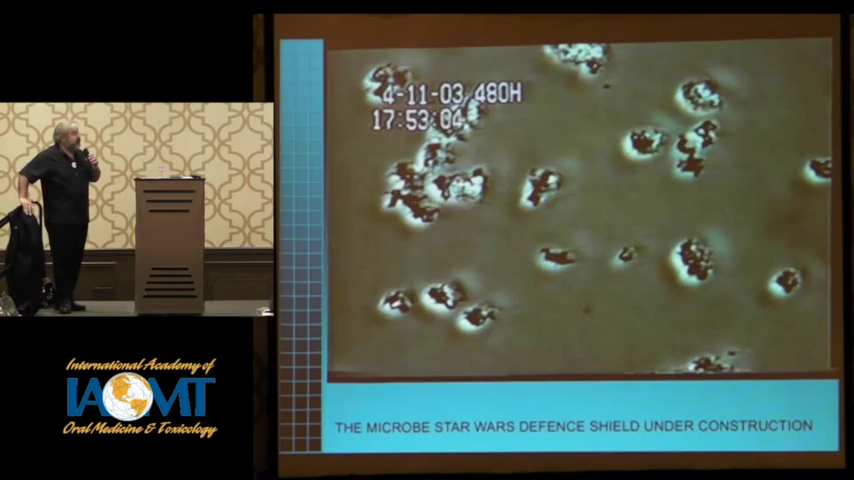 4-11-03 480H
17:53:04
THE MICROBE STAR WARS DEFENCE SHIELD UNDER CONSTRUCTION
International Academy of
IAOMT
Oral Medicine & Toxicology